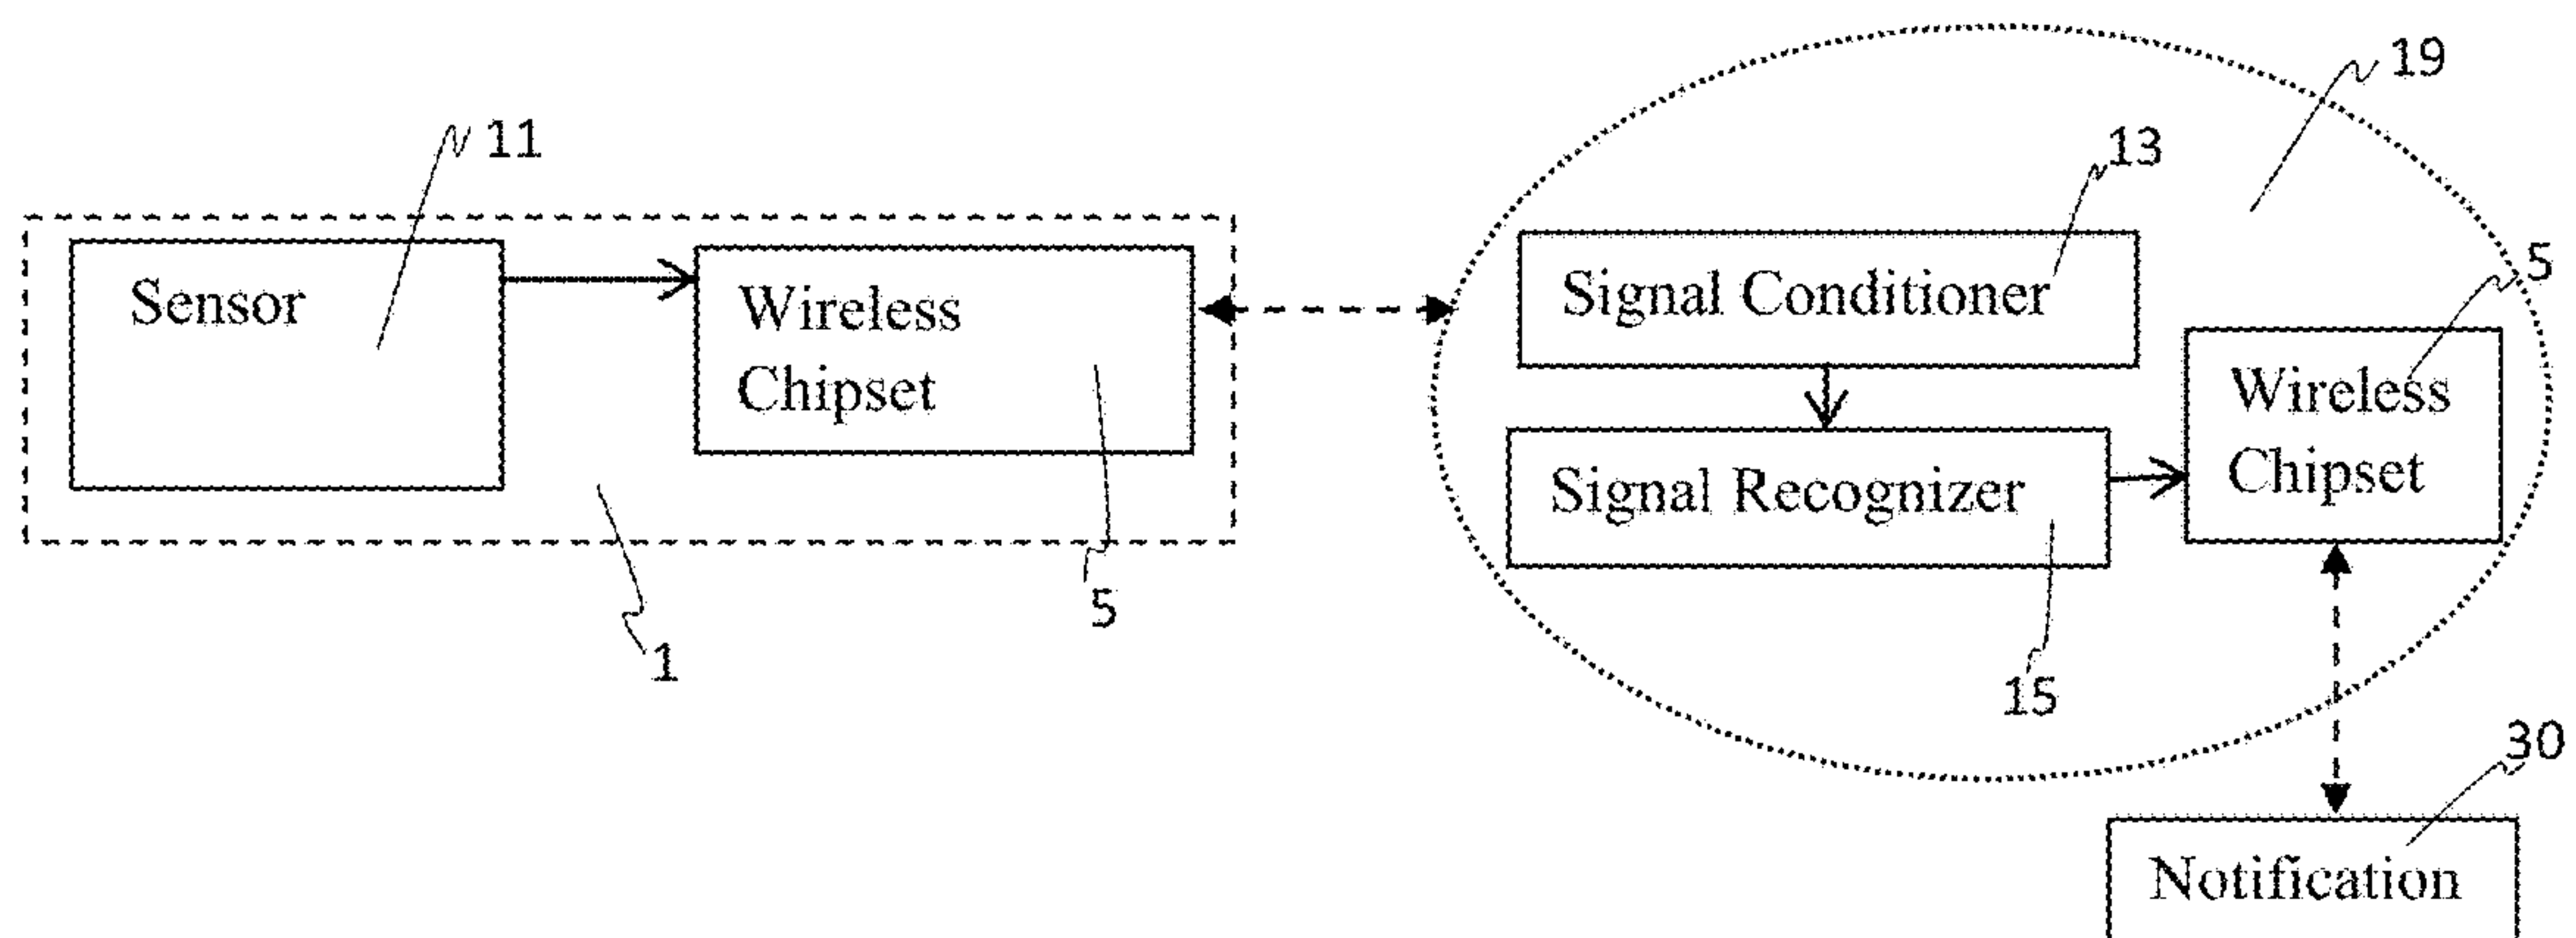 19
11
13
5
Sensor
Wireless
Chipset
Signal Conditioner
Wireless
Chipset
Signal Recognizer
5
1
15
30
Notification